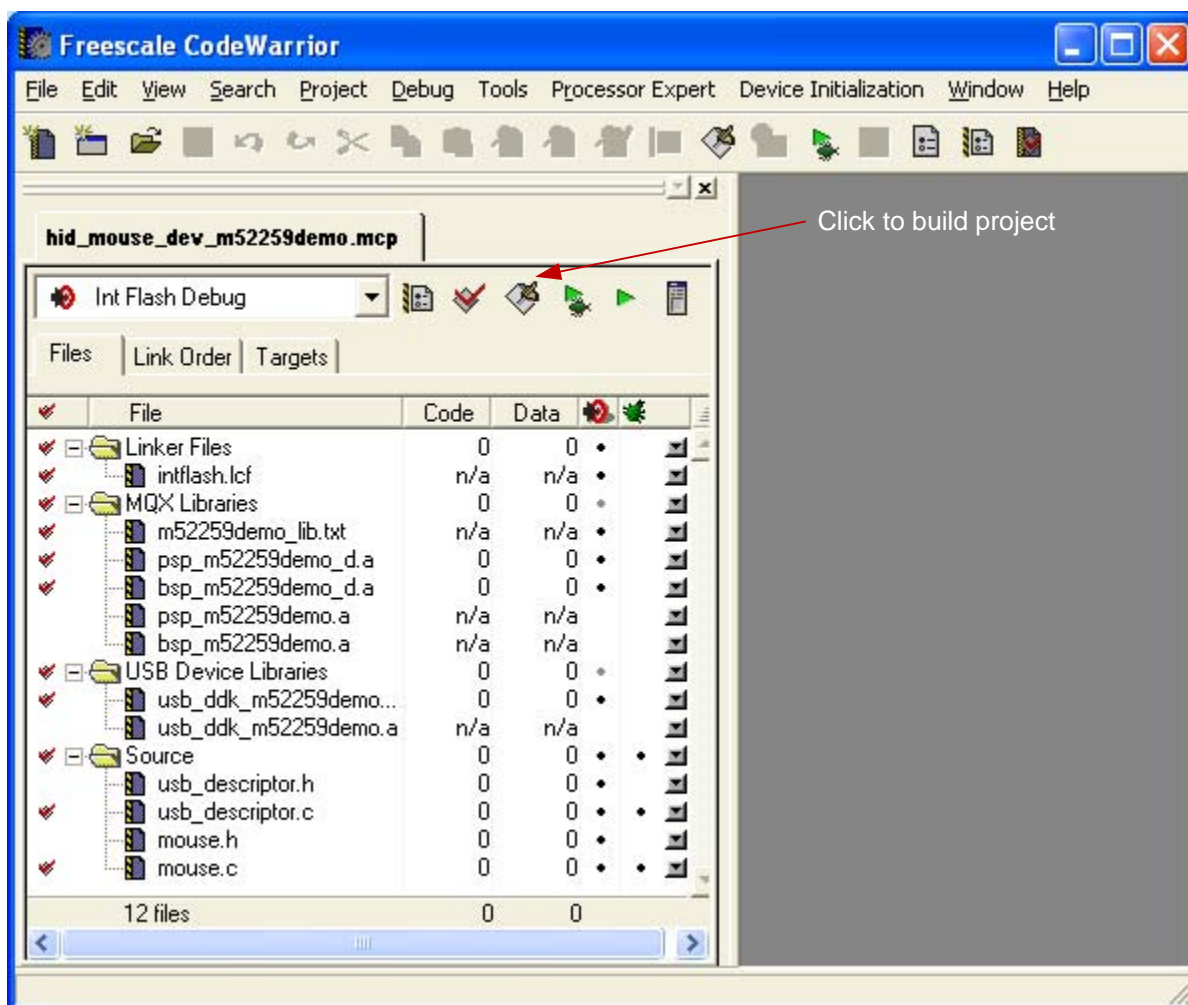 Freescale CodeWarrior
File Edit View Search Project Debug Tools Processor Expert Device Initialization Window Help
hid_mouse_dev_m52259demo.mcp
Click to build project
Int Flash Debug
Files Link Order Targets
File Code Data
Linker Files 0 0
intflash.lcf n/a n/a
MQX Libraries 0 0
m52259demo_lib.txt n/a n/a
psp_m52259demo_d.a 0 0
bsp_m52259demo_d.a 0 0
psp_m52259demo.a n/a n/a
bsp_m52259demo.a n/a n/a
USB Device Libraries 0 0
usb_ddk_m52259demo... 0 0
usb_ddk_m52259demo.a n/a n/a
Source 0 0
usb_descriptor.h 0 0
usb_descriptor.c 0 0
mouse.h 0 0
mouse.c 0 0
12 files 0 0